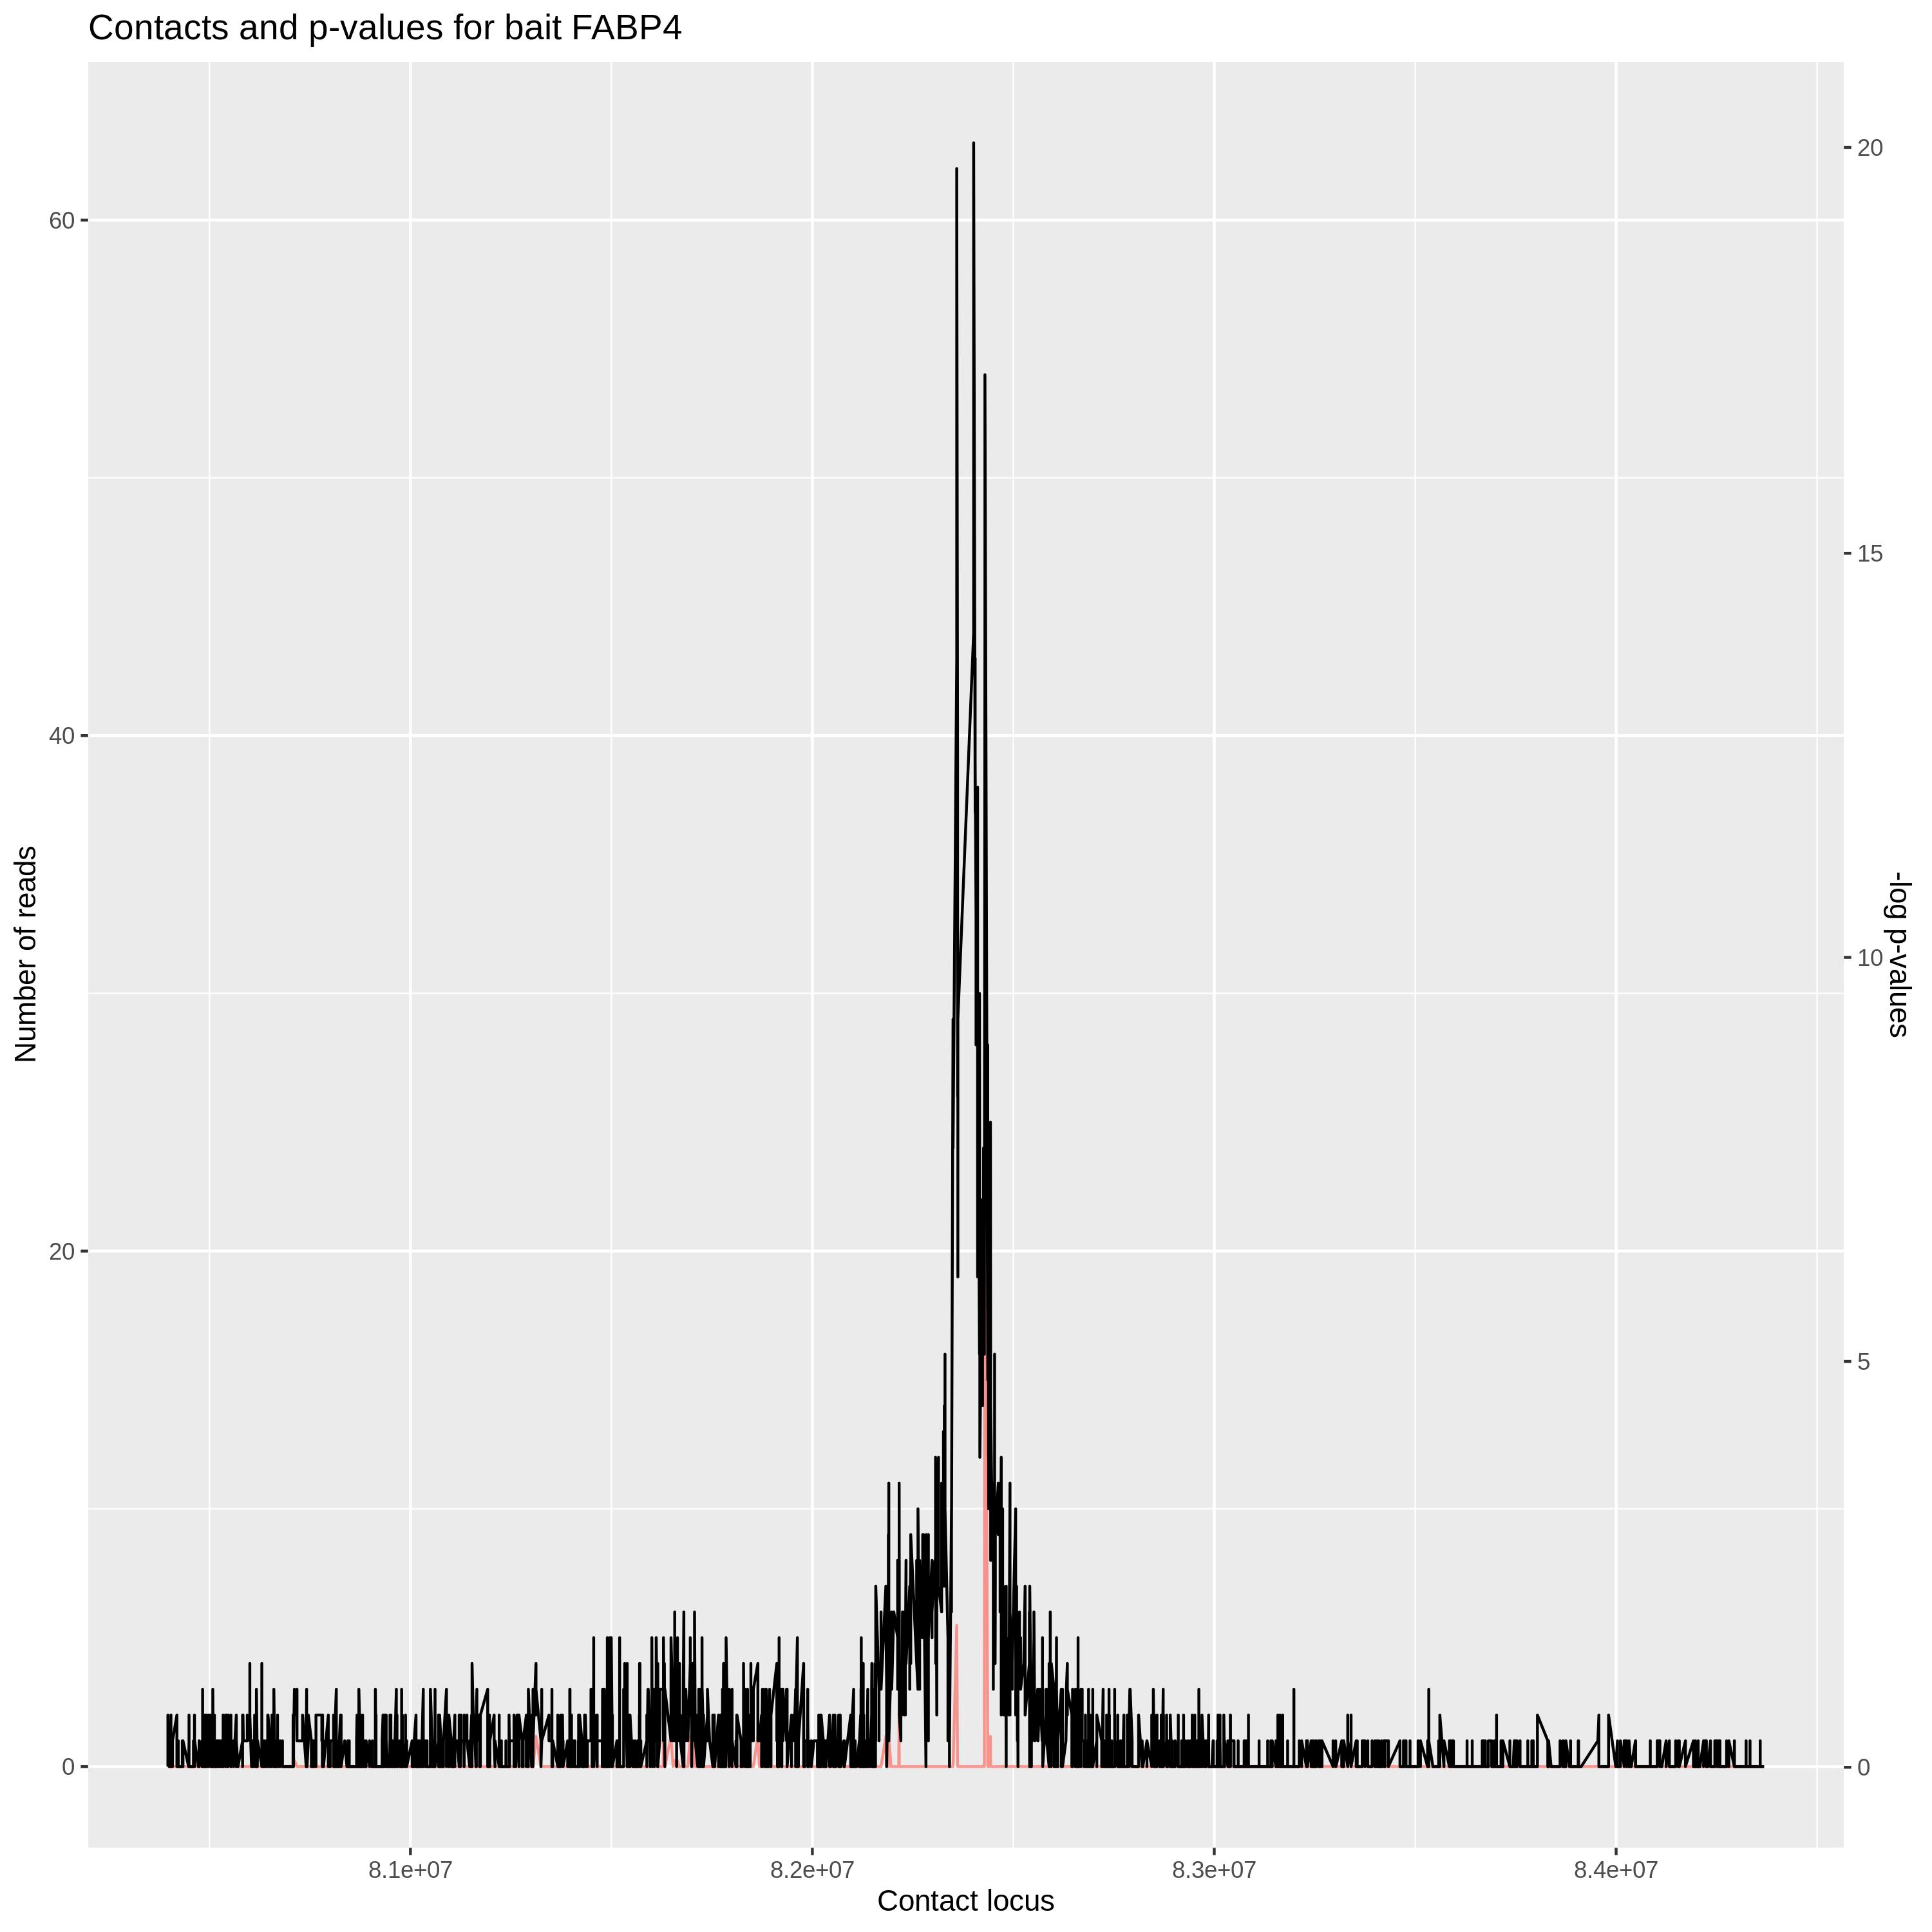 Contacts and p-values for bait FABP4
60
40
20
0
Number of reads
20
15
10
5
0
-log p-values
8.1e+07
8.2e+07
8.3e+07
8.4e+07
Contact locus